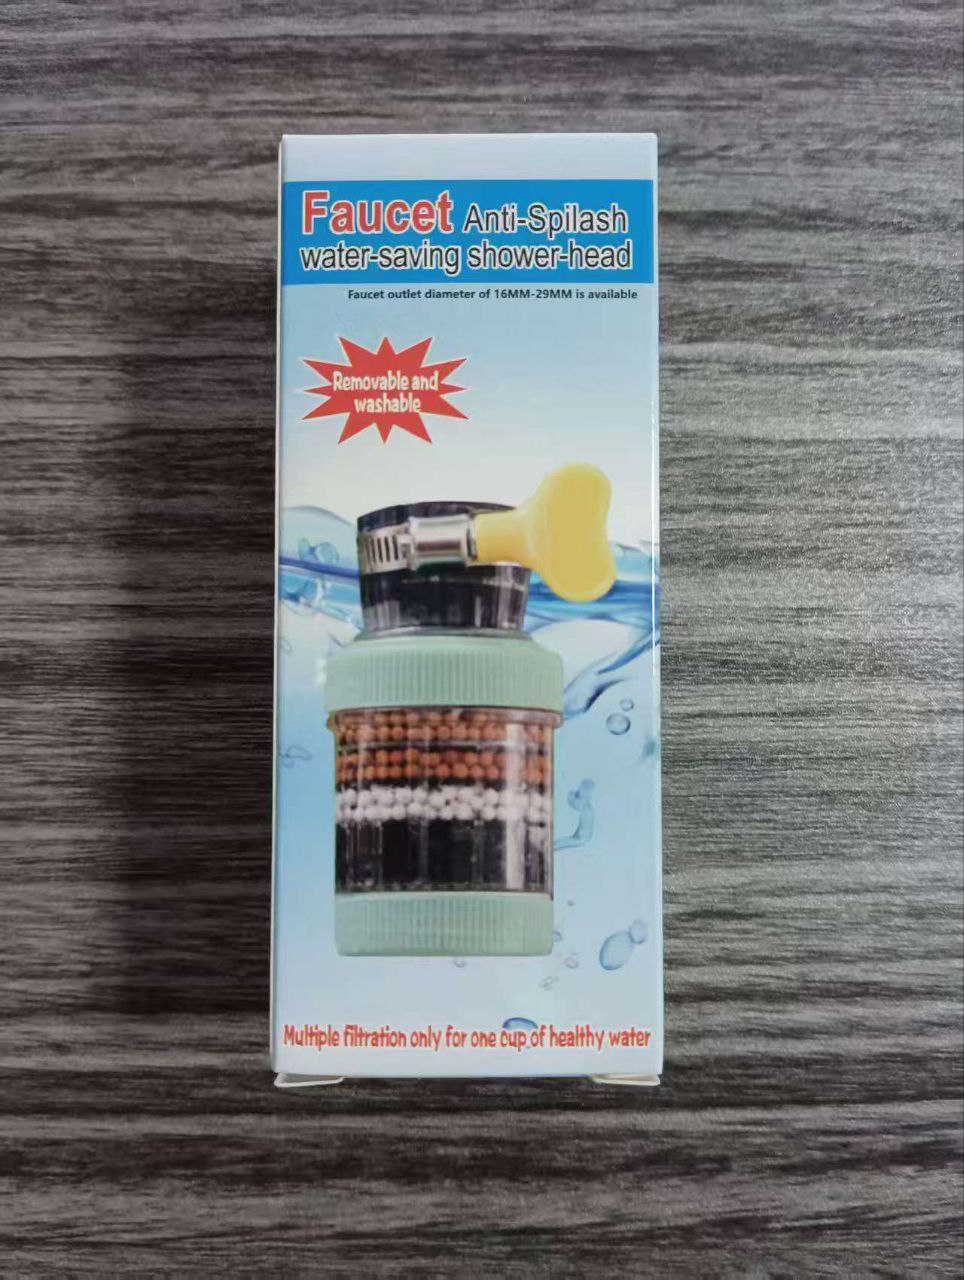 Faucet Anti-Spilash
water-saving shower-head
Faucet outlet diameter of 16MM-29MM is available
Removable and
washable
Multiple filtration only for one cup of healthy water